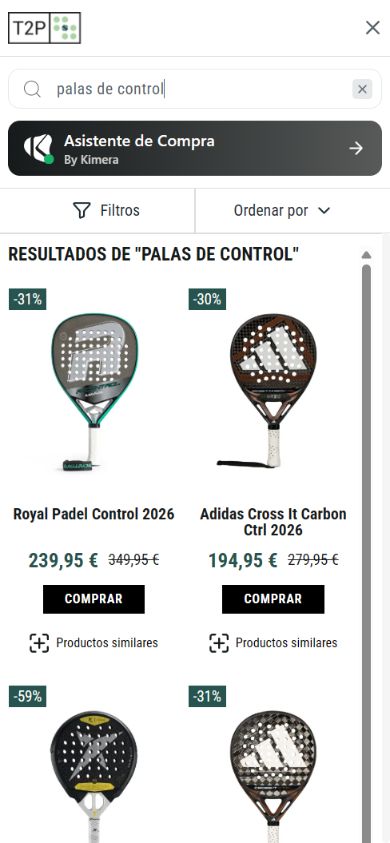 T2P
palas de control
Asistente de Compra
By Kimera
Filtros
Ordenar por
RESULTADOS DE "PALAS DE CONTROL"
-31%
-30%
Royal Padel Control 2026
Adidas Cross It Carbon
Ctrl 2026
239,95 € 349,95 €
194,95 € 279,95 €
COMPRAR
COMPRAR
Productos similares
Productos similares
-59%
-31%